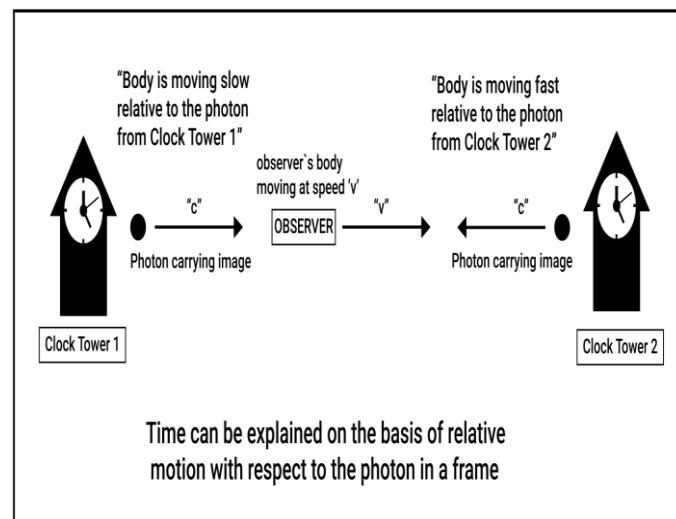 “Body is moving slow
relative to the photon
from Clock Tower 1”
“Body is moving fast
relative to the photon
from Clock Tower 2”
observer`s body
moving at speed ‘v’
“c”
OBSERVER
“v”
“c”
Photon carrying image
Photon carrying image
Clock Tower 1
Clock Tower 2
Time can be explained on the basis of relative
motion with respect to the photon in a frame